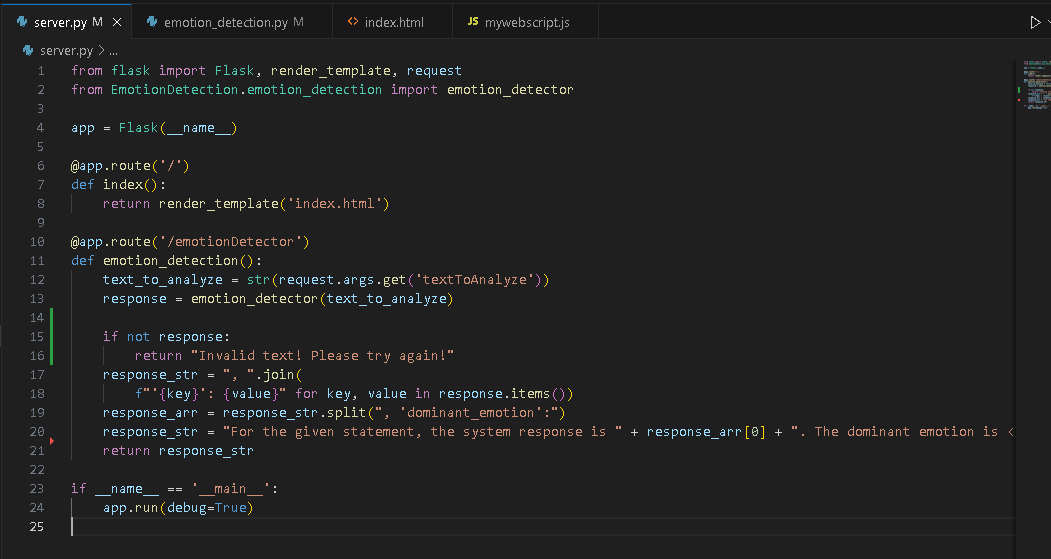 server.py M
emotion_detection.py M
index.html
JS mywebscript.js
server.py > ...
1 from flask import Flask, render_template, request
2 from EmotionDetection.emotion_detection import emotion_detector
3
4 app = Flask(__name__)
5
6 @app.route('/')
7 def index():
8     return render_template('index.html')
9
10 @app.route('/emotionDetector')
11 def emotion_detection():
12     text_to_analyze = str(request.args.get('textToAnalyze'))
13     response = emotion_detector(text_to_analyze)
14
15     if not response:
16         return "Invalid text! Please try again!"
17     response_str = ", ".join(
18         f"'{key}': {value}" for key, value in response.items())
19     response_arr = response_str.split(", 'dominant_emotion':")
20     response_str = "For the given statement, the system response is " + response_arr[0] + ". The dominant emotion is <
21     return response_str
22
23 if __name__ == '__main__':
24     app.run(debug=True)
25